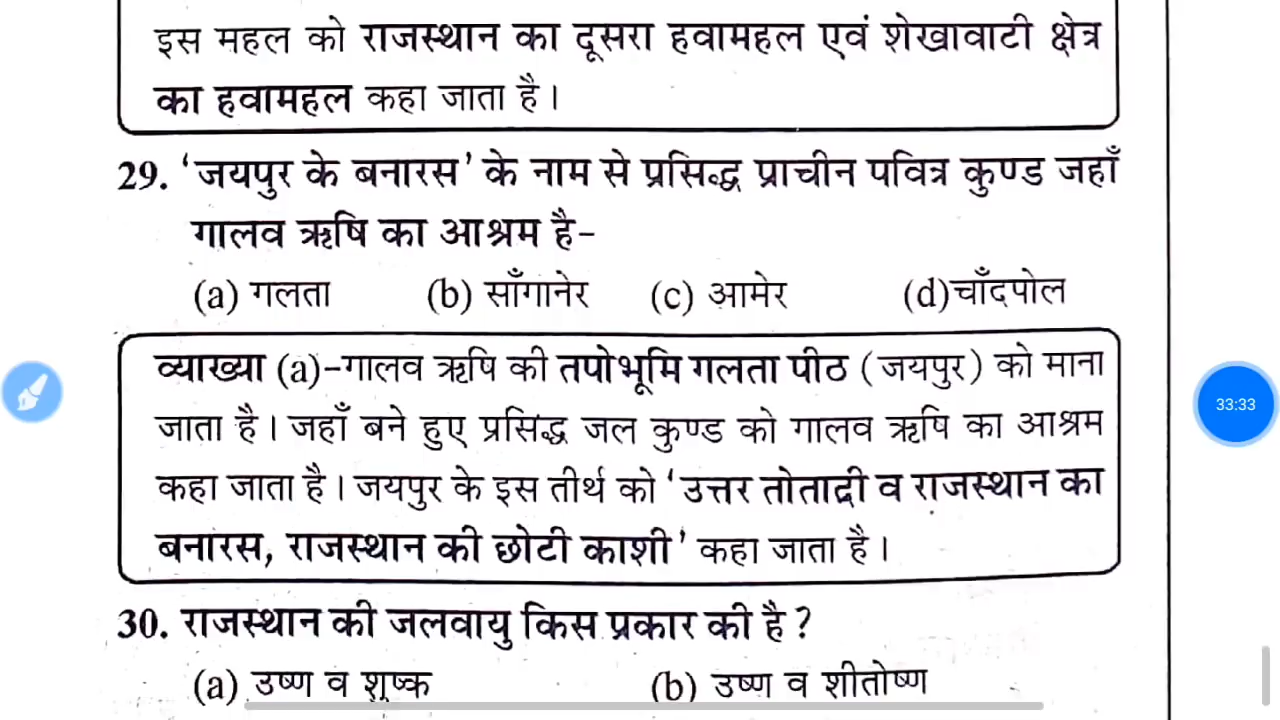 इस महल को राजस्थान का दूसरा हवामहल एवं शेखावाटी क्षेत्र
का हवामहल कहा जाता है।
29. 'जयपुर के बनारस' के नाम से प्रसिद्ध प्राचीन पवित्र कुण्ड जहाँ
गालव ऋषि का आश्रम है-
(a) गलता (b) साँगानेर (c) आमेर (d)चाँदपोल
व्याख्या (a)-गालव ऋषि की तपोभूमि गलता पीठ (जयपुर) को माना
जाता है। जहाँ बने हुए प्रसिद्ध जल कुण्ड को गालव ऋषि का आश्रम
कहा जाता है। जयपुर के इस तीर्थ को 'उत्तर तोताद्री व राजस्थान का
बनारस, राजस्थान की छोटी काशी' कहा जाता है।
33:33
30. राजस्थान की जलवायु किस प्रकार की है?
(a) उष्ण व शुष्क (b) उष्ण व शीतोष्ण